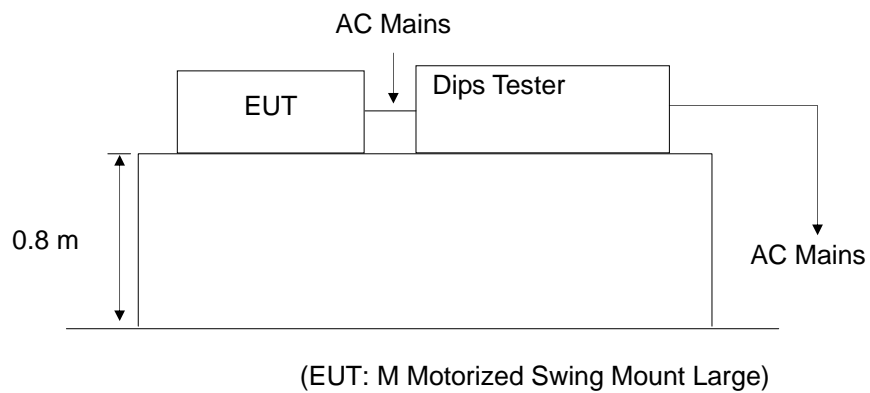 AC Mains
EUT
Dips Tester
0.8 m
AC Mains
(EUT: M Motorized Swing Mount Large)